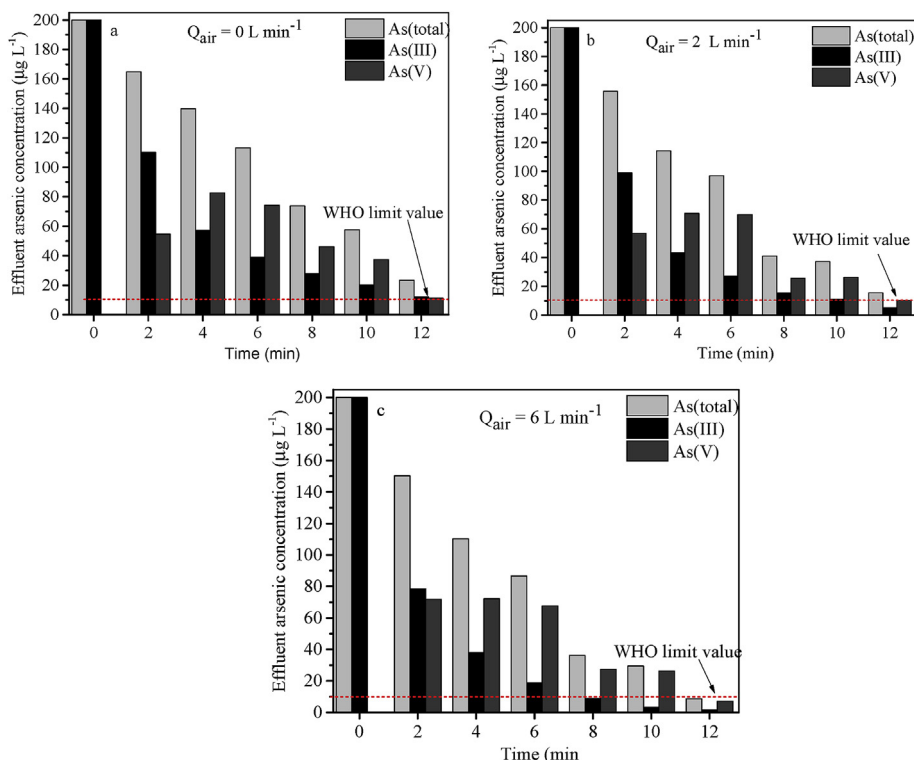 a
Q_air = 0 L min⁻¹
As(total)
As(III)
As(V)
WHO limit value
Effluent arsenic concentration (µg L⁻¹)
200
180
160
140
120
100
80
60
40
20
0
0 2 4 6 8 10 12
Time (min)
b
Q_air = 2 L min⁻¹
As(total)
As(III)
As(V)
WHO limit value
Effluent arsenic concentration (µg L⁻¹)
200
180
160
140
120
100
80
60
40
20
0
0 2 4 6 8 10 12
Time (min)
c
Q_air = 6 L min⁻¹
As(total)
As(III)
As(V)
WHO limit value
Effluent arsenic concentration (µg L⁻¹)
200
180
160
140
120
100
80
60
40
20
0
0 2 4 6 8 10 12
Time (min